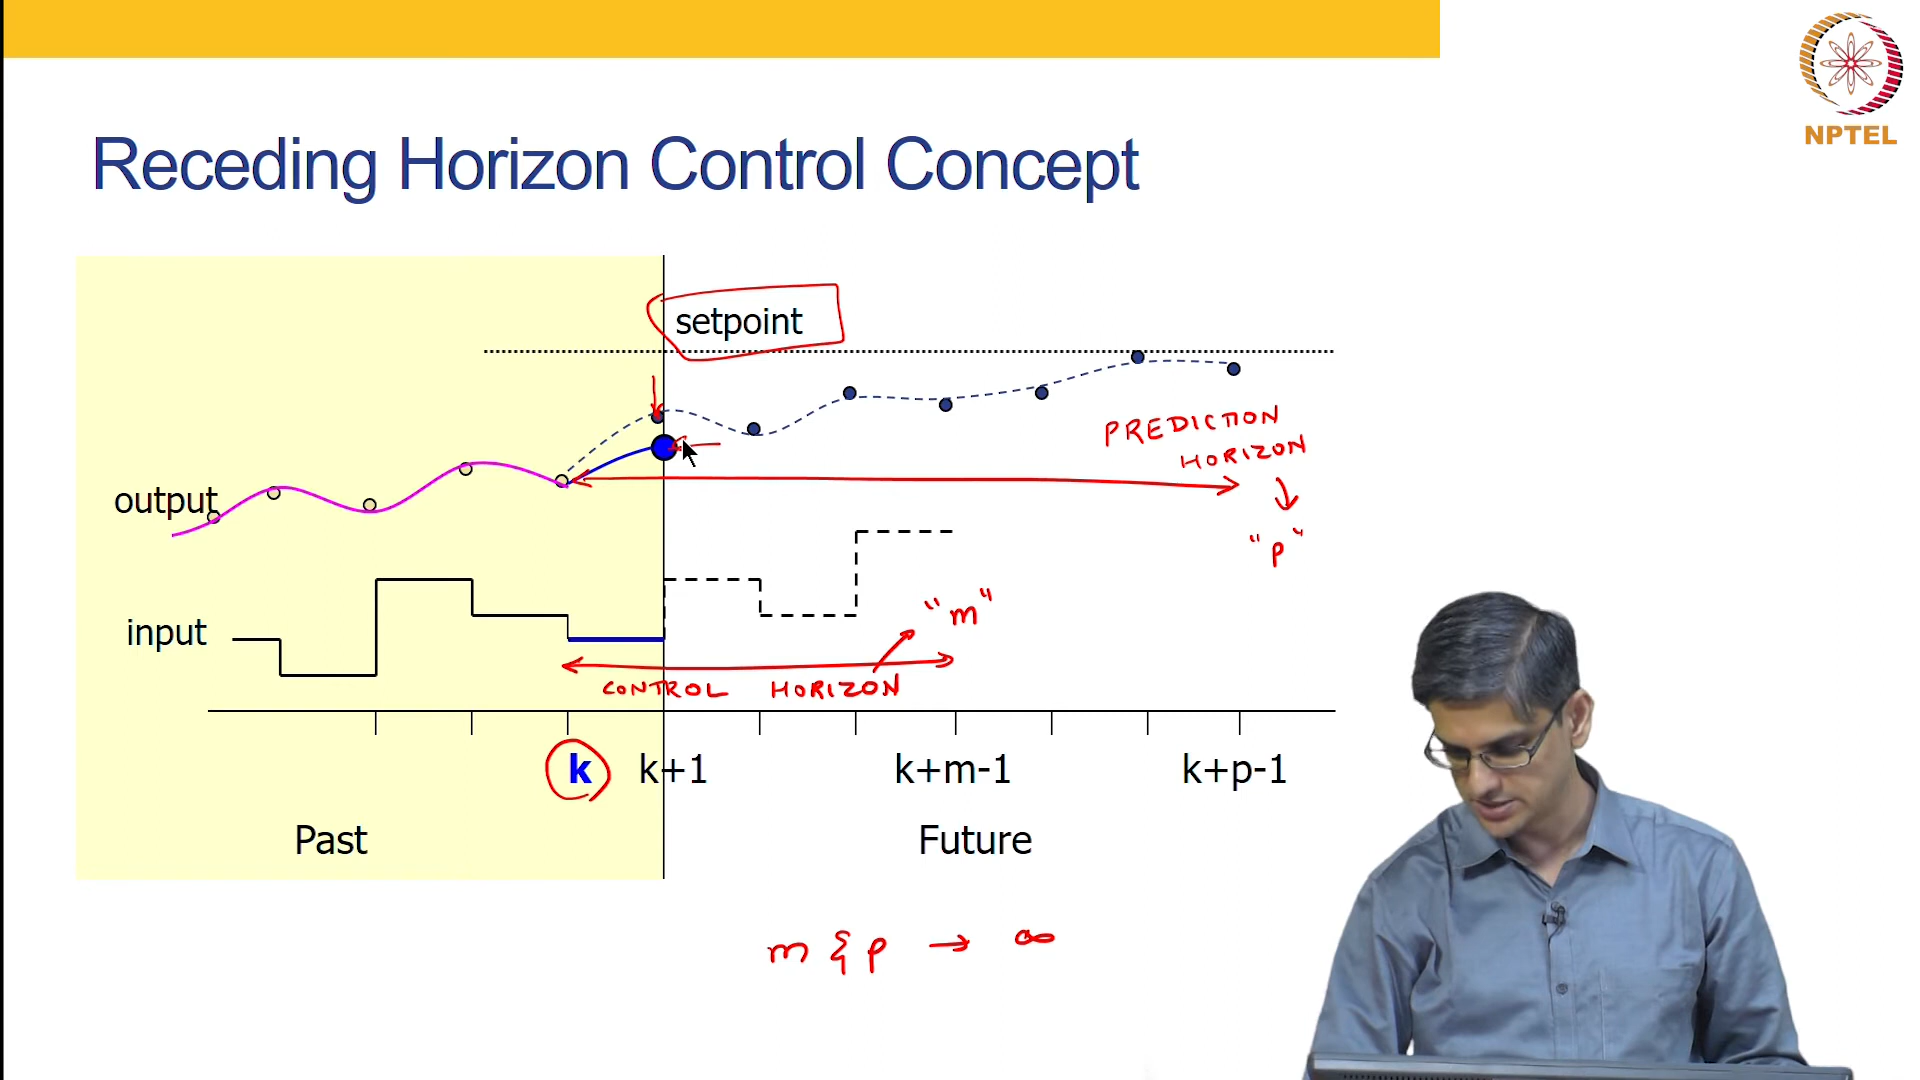 NPTEL
Receding Horizon Control Concept
setpoint
PREDICTION
HORIZON
output
"p"
"m"
input
CONTROL HORIZON
k k+1 k+m-1 k+p-1
Past Future
m & p → ∞